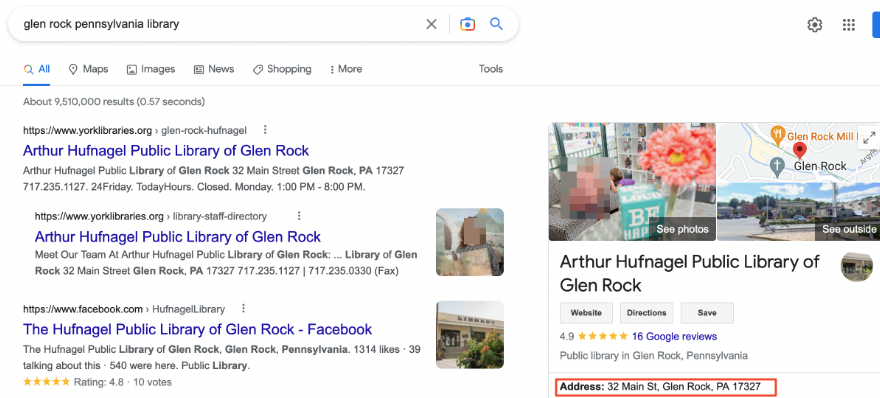 glen rock pennsylvania library
All
Maps
Images
News
Shopping
More
Tools
About 9,510,000 results (0.57 seconds)
https://www.yorklibraries.org › glen-rock-hufnagel
Arthur Hufnagel Public Library of Glen Rock
Arthur Hufnagel Public Library of Glen Rock 32 Main Street Glen Rock, PA 17327
717.235.1127. 24Friday. TodayHours. Closed. Monday. 1:00 PM - 8:00 PM.
https://www.yorklibraries.org › library-staff-directory
Arthur Hufnagel Public Library of Glen Rock
Meet Our Team At Arthur Hufnagel Public Library of Glen Rock: ... Library of Glen
Rock 32 Main Street Glen Rock, PA 17327 717.235.1127 | 717.235.0330 (Fax)
https://www.facebook.com › HufnagelLibrary
The Hufnagel Public Library of Glen Rock - Facebook
The Hufnagel Public Library of Glen Rock, Glen Rock, Pennsylvania. 1314 likes · 39
talking about this · 540 were here. Public Library.
Rating: 4.8 · 10 votes
LIBRARY
BE
Glen Rock Mill
Glen Rock
See photos
See outside
Arthur Hufnagel Public Library of
Glen Rock
Website
Directions
Save
4.9
16 Google reviews
Public library in Glen Rock, Pennsylvania
Address: 32 Main St, Glen Rock, PA 17327